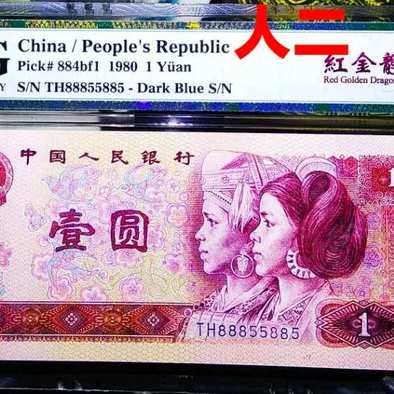 China / People's Republic
人二
Pick# 884bf1 1980 1 Yüan
S/N TH88855885 - Dark Blue S/N
紅金龍
Red Golden Dragon
中国人民银行
壹圆
TH88855885
1